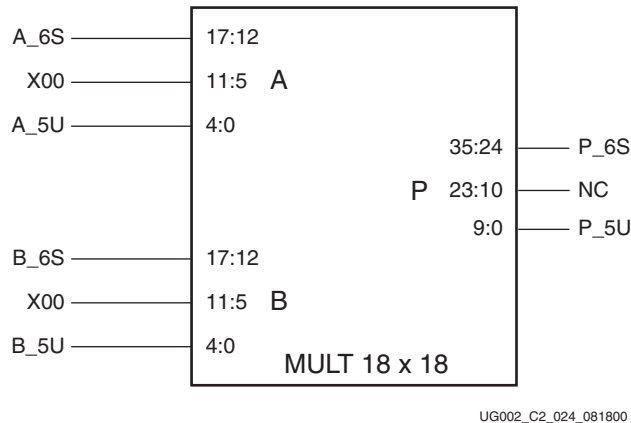 A_6S 17:12
X00 11:5 A
A_5U 4:0
35:24 P_6S
P 23:10 NC
9:0 P_5U
B_6S 17:12
X00 11:5 B
B_5U 4:0
MULT 18 x 18
UG002_C2_024_081800